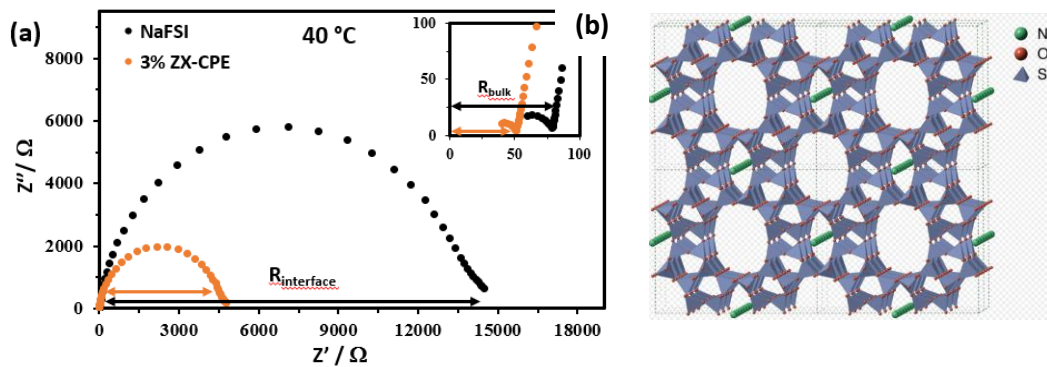 (a)
NaFSI
3% ZX-CPE
40 °C
Z'' / Ω
8000
6000
4000
2000
0
0
3000
6000
9000
12000
15000
18000
Z' / Ω
R_interface
100
50
0
0
50
100
R_bulk
(b)
N
O
S